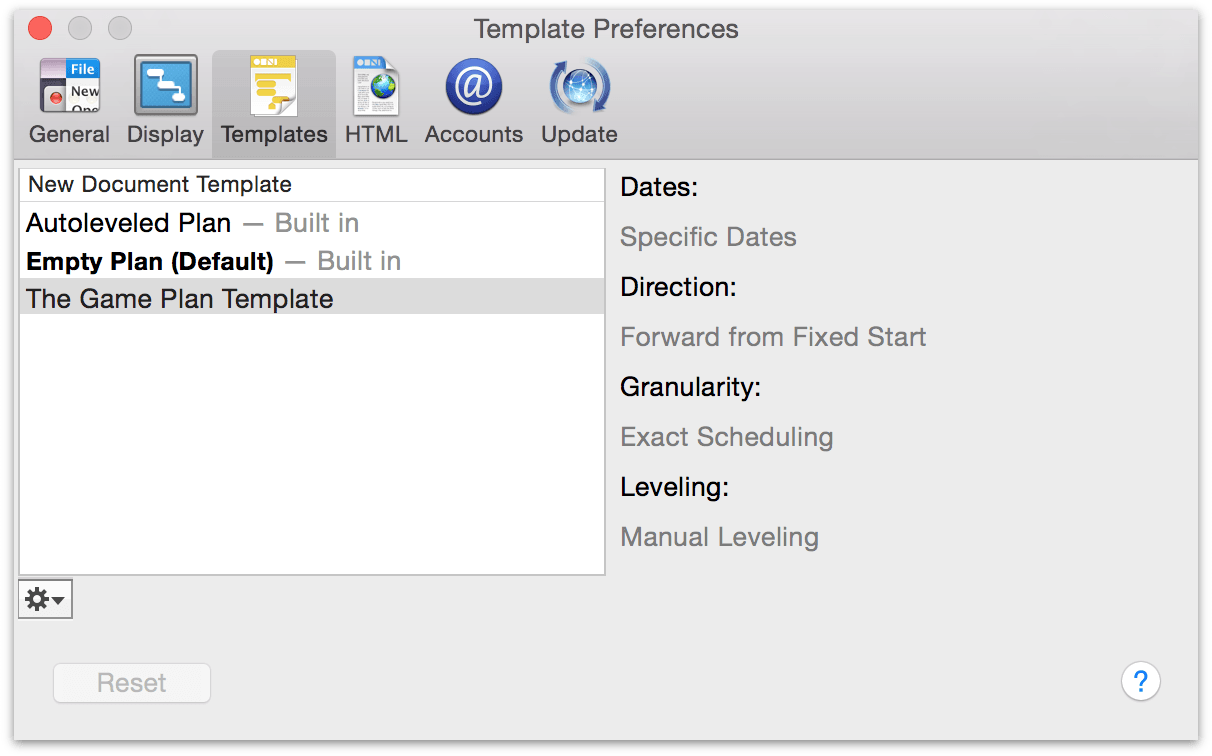 Template Preferences
File
New
General Display Templates HTML Accounts Update
New Document Template
Autoleveled Plan — Built in
Empty Plan (Default) — Built in
The Game Plan Template
Dates:
Specific Dates
Direction:
Forward from Fixed Start
Granularity:
Exact Scheduling
Leveling:
Manual Leveling
Reset
?